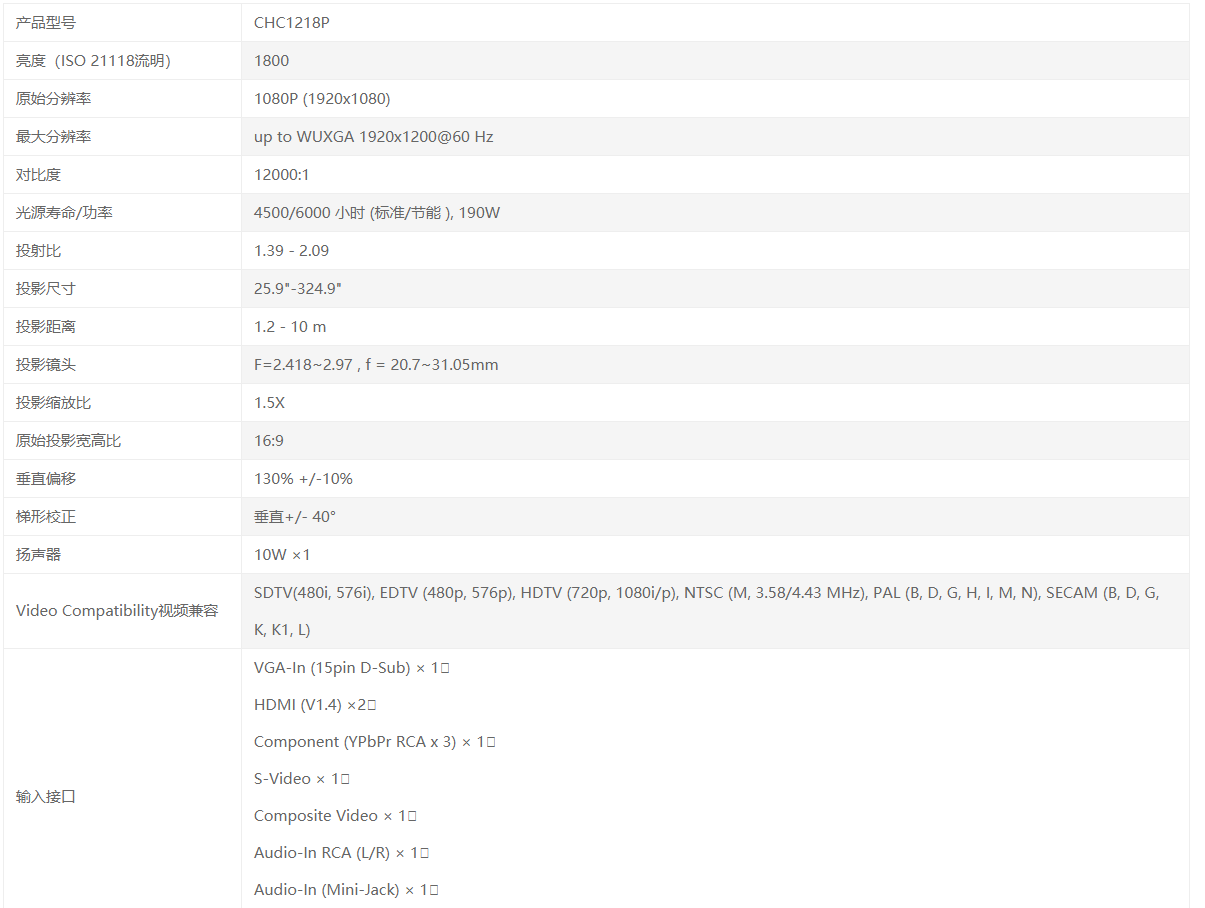 产品型号 CHC1218P
亮度（ISO 21118流明） 1800
原始分辨率 1080P (1920x1080)
最大分辨率 up to WUXGA 1920x1200@60 Hz
对比度 12000:1
光源寿命/功率 4500/6000 小时 (标准/节能 ), 190W
投射比 1.39 - 2.09
投影尺寸 25.9"-324.9"
投影距离 1.2 - 10 m
投影镜头 F=2.418~2.97 , f = 20.7~31.05mm
投影缩放比 1.5X
原始投影宽高比 16:9
垂直偏移 130% +/-10%
梯形校正 垂直+/- 40°
扬声器 10W ×1
Video Compatibility视频兼容 SDTV(480i, 576i), EDTV (480p, 576p), HDTV (720p, 1080i/p), NTSC (M, 3.58/4.43 MHz), PAL (B, D, G, H, I, M, N), SECAM (B, D, G,
K, K1, L)
输入接口
VGA-In (15pin D-Sub) × 1
HDMI (V1.4) ×2
Component (YPbPr RCA x 3) × 1
S-Video × 1
Composite Video × 1
Audio-In RCA (L/R) × 1
Audio-In (Mini-Jack) × 1